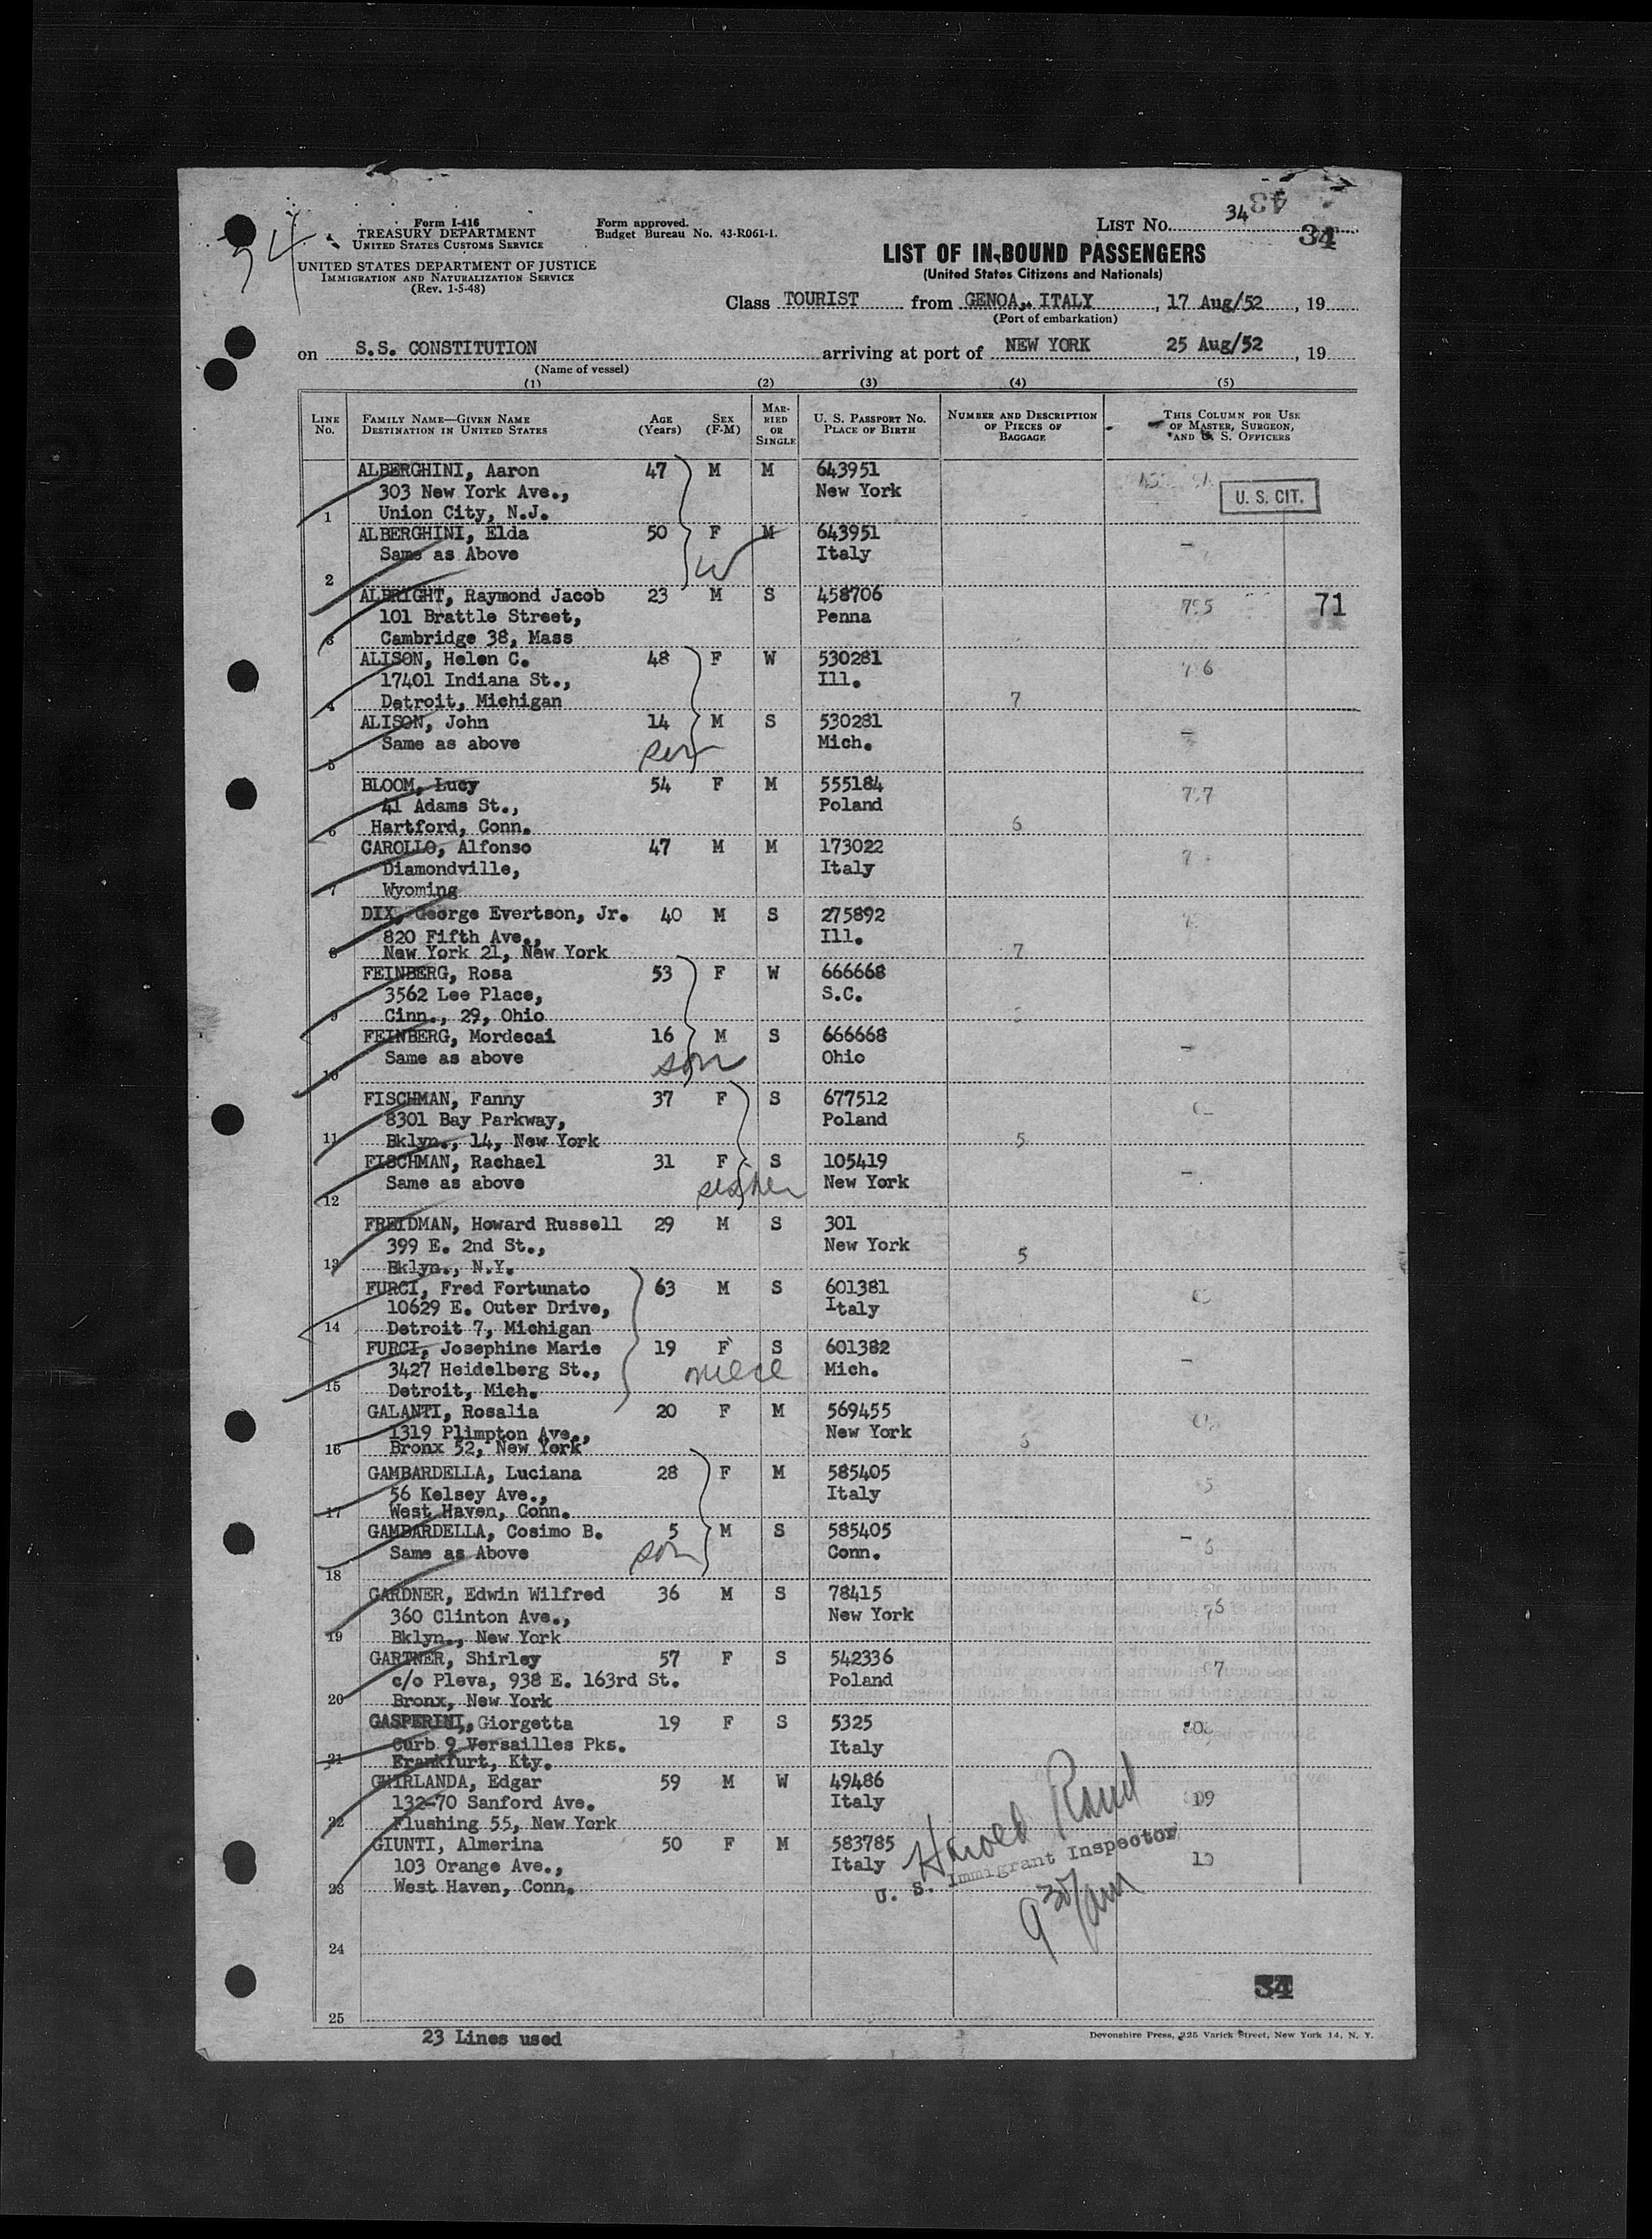 34
43
34
Form I-416
TREASURY DEPARTMENT
UNITED STATES CUSTOMS SERVICE
UNITED STATES DEPARTMENT OF JUSTICE
IMMIGRATION AND NATURALIZATION SERVICE
(Rev. 1-5-48)
Form approved.
Budget Bureau No. 43-R061-1.
LIST No. 34
LIST OF IN-BOUND PASSENGERS
(United States Citizens and Nationals)
Class TOURIST from GENOA, ITALY, 17 Aug/52, 19
(Port of embarkation)
on S.S. CONSTITUTION arriving at port of NEW YORK 25 Aug/52, 19
(Name of vessel)
(1) (2) (3) (4) (5)
LINE No. FAMILY NAME—GIVEN NAME DESTINATION IN UNITED STATES AGE (Years) SEX (F-M) MARRIED OR SINGLE U. S. PASSPORT NO. PLACE OF BIRTH NUMBER AND DESCRIPTION OF PIECES OF BAGGAGE THIS COLUMN FOR USE OF MASTER, SURGEON, AND U. S. OFFICERS
ALBERGHINI, Aaron 47 M M 643951
303 New York Ave., New York U. S. CIT.
1 Union City, N.J.
ALBERGHINI, Elda 50 F M 643951
Same as Above W Italy —
2
ALBRIGHT, Raymond Jacob 23 M S 458706 71
101 Brattle Street, Penna
3 Cambridge 38, Mass
ALISON, Helen C. 48 F W 530281
17401 Indiana St., Ill.
4 Detroit, Michigan 7
ALISON, John 14 M S 530281
Same as above son Mich. —
5
BLOOM, Lucy 54 F M 555184
41 Adams St., Poland
6 Hartford, Conn. 6
CAROLLO, Alfonso 47 M M 173022
Diamondville, Italy
7 Wyoming
DIX, George Evertson, Jr. 40 M S 275892
820 Fifth Ave., Ill.
8 New York 21, New York 7
FEINBERG, Rosa 53 F W 666668
3562 Lee Place, S.C.
9 Cinn., 29, Ohio
FEINBERG, Mordecai 16 M S 666668
Same as above son Ohio —
10
FISCHMAN, Fanny 37 F S 677512
8301 Bay Parkway, Poland
11 Bklyn., 14, New York 5
FISCHMAN, Rachael 31 F S 105419
Same as above sister New York —
12
FREIDMAN, Howard Russell 29 M S 301
399 E. 2nd St., New York
13 Bklyn., N.Y. 5
FURCI, Fred Fortunato 63 M S 601381
10629 E. Outer Drive, Italy
14 Detroit 7, Michigan
FURCI, Josephine Marie 19 F S 601382
3427 Heidelberg St., niece Mich. —
15 Detroit, Mich.
GALANTI, Rosalia 20 F M 569455
1319 Plimpton Ave., New York
16 Bronx 52, New York
GAMBARDELLA, Luciana 28 F M 585405
56 Kelsey Ave., Italy
17 West Haven, Conn.
GAMBARDELLA, Cosimo B. 5 M S 585405
Same as Above son Conn. —
18
GARDNER, Edwin Wilfred 36 M S 78415
360 Clinton Ave., New York
19 Bklyn., New York
GARTNER, Shirley 57 F S 542336
c/o Pleva, 938 E. 163rd St. Poland
20 Bronx, New York
GASPERINI, Giorgetta 19 F S 5325
Curb 9 Versailles Pks. Italy
21 Frankfurt, Kty.
GHIRLANDA, Edgar 59 M W 49486
132-70 Sanford Ave. Italy
22 Flushing 55, New York
GIUNTI, Almerina 50 F M 583785
103 Orange Ave., Italy
23 West Haven, Conn.
Harold
U. S. Immigrant Inspector
9 30/am
24
34
25
23 Lines used
Devonshire Press, 225 Varick Street, New York 14, N. Y.